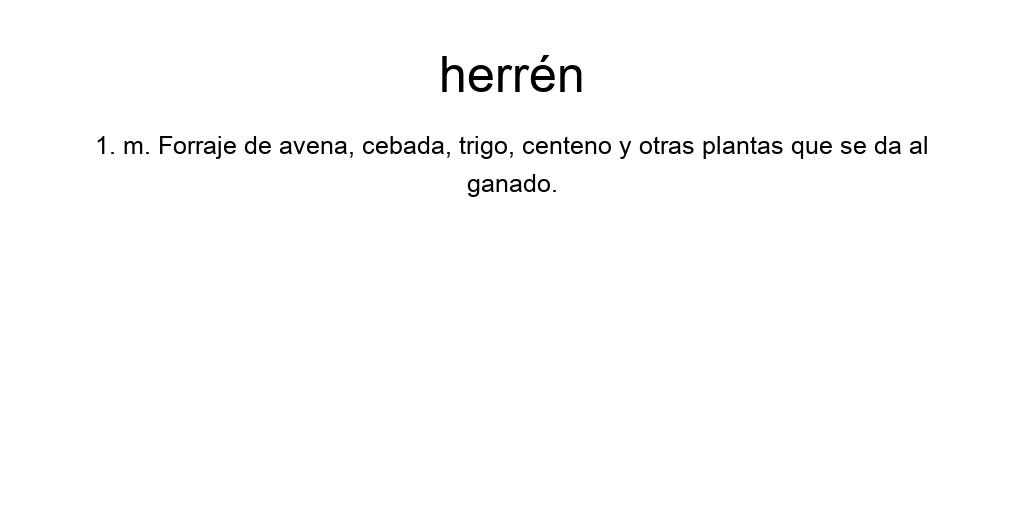 herrén
1. m. Forraje de avena, cebada, trigo, centeno y otras plantas que se da al
ganado.